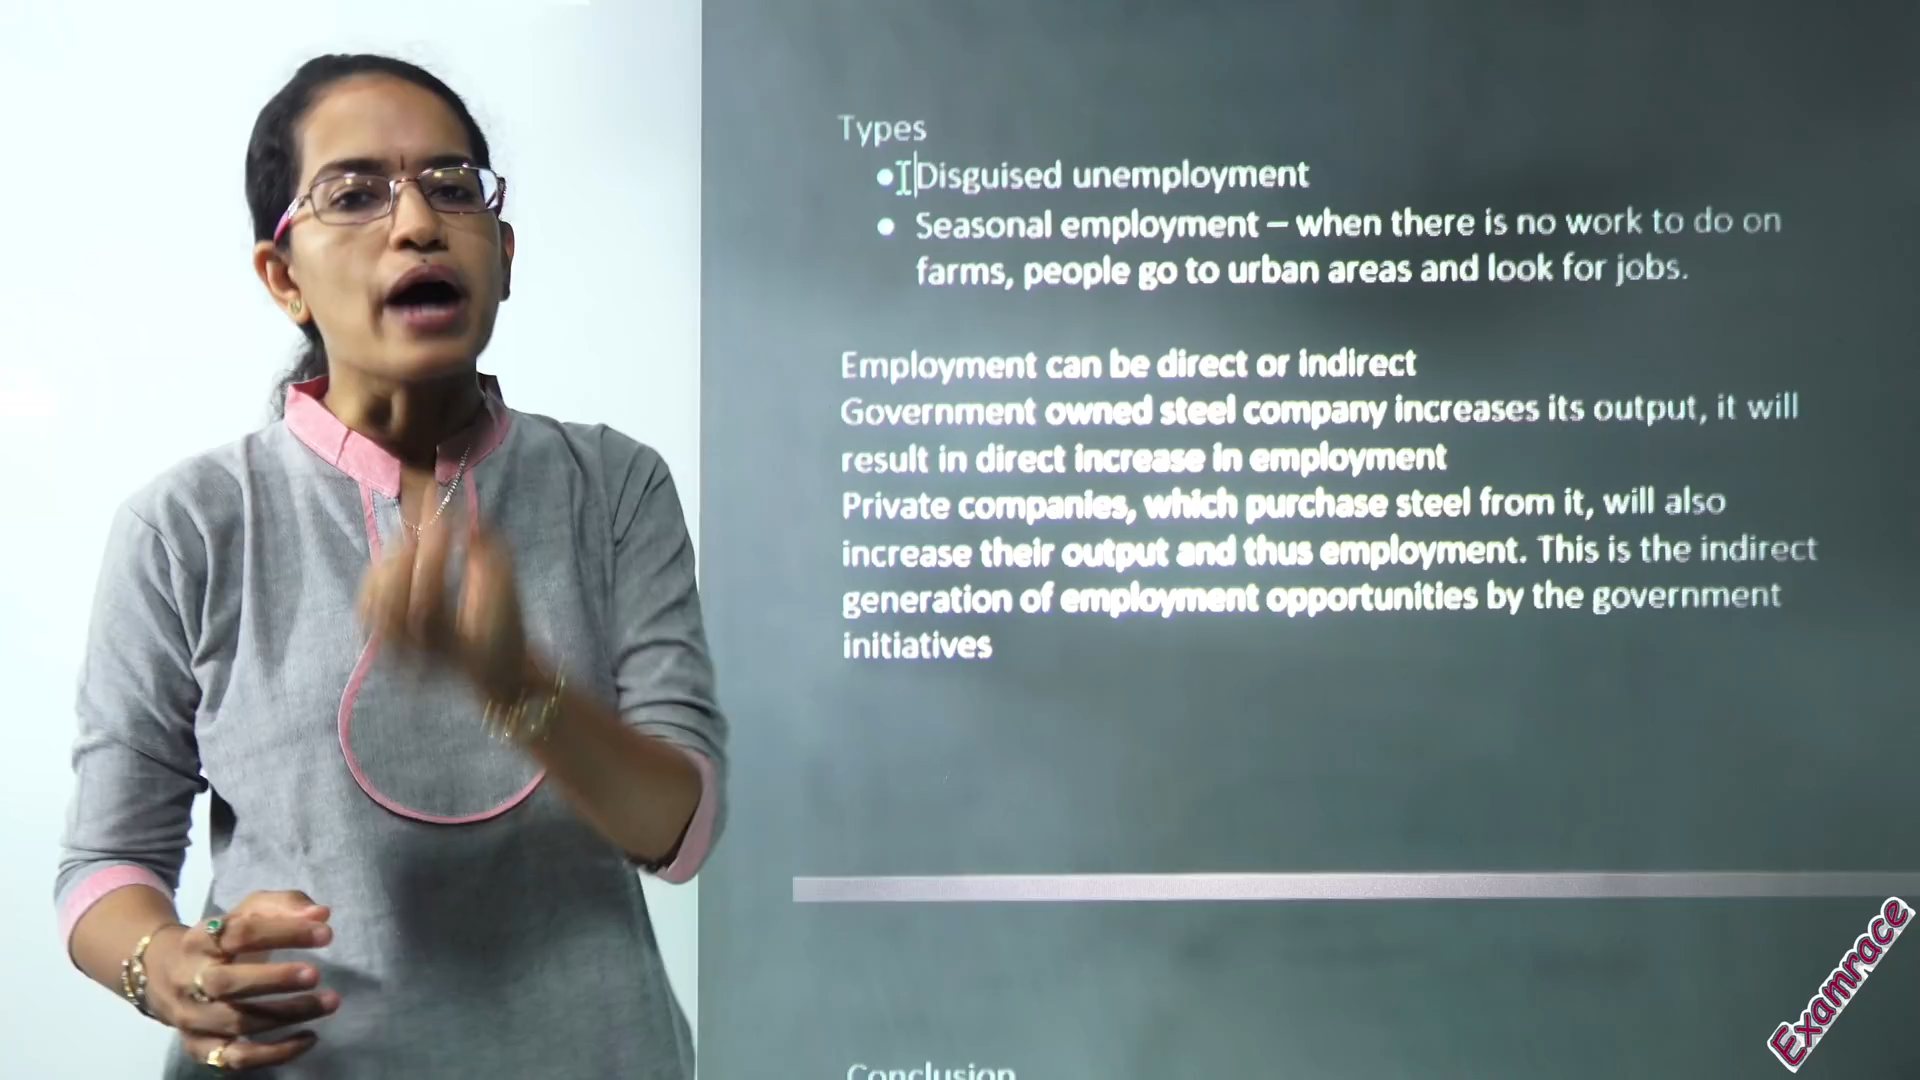 Types
• Disguised unemployment
• Seasonal employment – when there is no work to do on
farms, people go to urban areas and look for jobs.
Employment can be direct or indirect
Government owned steel company increases its output, it will
result in direct increase in employment
Private companies, which purchase steel from it, will also
increase their output and thus employment. This is the indirect
generation of employment opportunities by the government
initiatives
Conclusion
Examrace